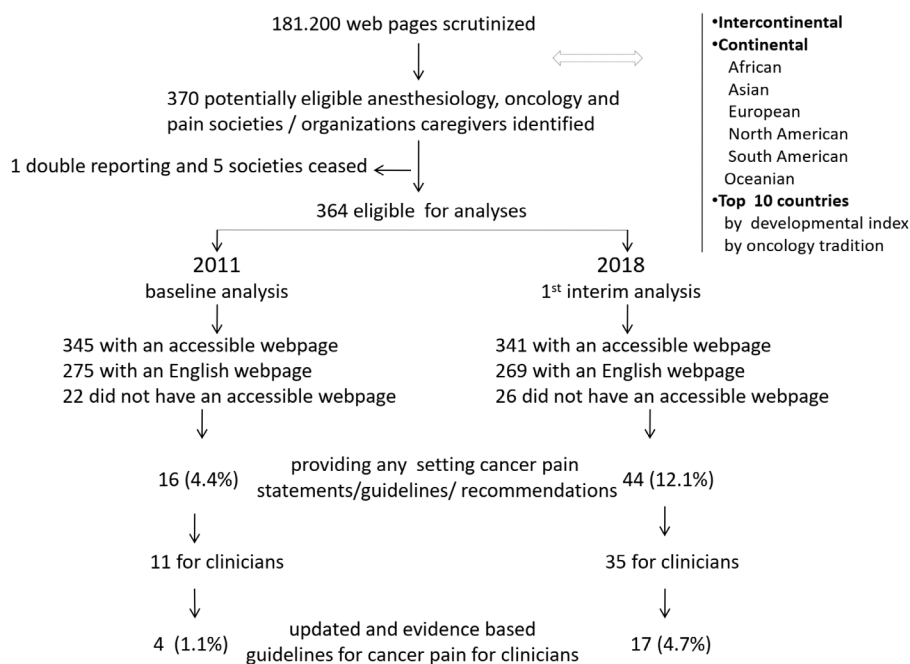 181.200 web pages scrutinized
370 potentially eligible anesthesiology, oncology and
pain societies / organizations caregivers identified
1 double reporting and 5 societies ceased
364 eligible for analyses
•Intercontinental
•Continental
African
Asian
European
North American
South American
Oceanian
•Top 10 countries
by developmental index
by oncology tradition
2011
baseline analysis
2018
1st interim analysis
345 with an accessible webpage
275 with an English webpage
22 did not have an accessible webpage
341 with an accessible webpage
269 with an English webpage
26 did not have an accessible webpage
16 (4.4%)
providing any setting cancer pain
statements/guidelines/ recommendations
44 (12.1%)
11 for clinicians
35 for clinicians
4 (1.1%)
updated and evidence based
guidelines for cancer pain for clinicians
17 (4.7%)